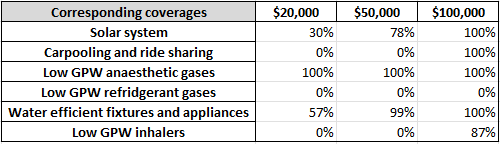 Corresponding coverages $20,000 $50,000 $100,000
Solar system 30% 78% 100%
Carpooling and ride sharing 0% 0% 0%
Low GPW anaesthetic gases 100% 100% 100%
Low GPW refridgerant gases 0% 0% 0%
Water efficient fixtures and appliances 57% 99% 100%
Low GPW inhalers 0% 0% 87%